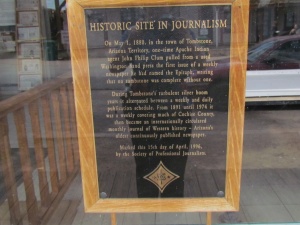 HISTORIC SITE IN JOURNALISM
On May 1, 1880, in the town of Tombstone,
Arizona Territory, one-time Apache Indian
agent John Philip Clum pulled from a
Washington Hand press the first issue of a weekly
newspaper he had named the Epitaph, saying
that no tombstone was complete without one.
During Tombstone's turbulent silver boom
years it alternated between a weekly and daily
publication schedule. From 1891 until 1974 it
was a weekly covering much of Cochise County,
then became an internationally circulated
monthly journal of Western history - Arizona's
oldest continuously published newspaper.
Marked this 15th day of April, 1996,
by the Society of Professional Journalists.